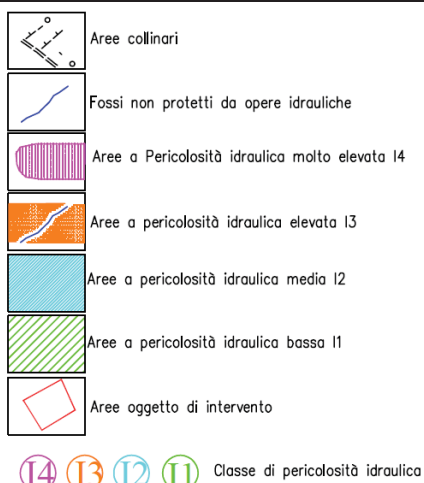 Aree collinari
Fossi non protetti da opere idrauliche
Aree a Pericolosità idraulica molto elevata I4
Aree a pericolosità idraulica elevata I3
Aree a pericolosità idraulica media I2
Aree a pericolosità idraulica bassa I1
Aree oggetto di intervento
I4 I3 I2 I1 Classe di pericolosità idraulica